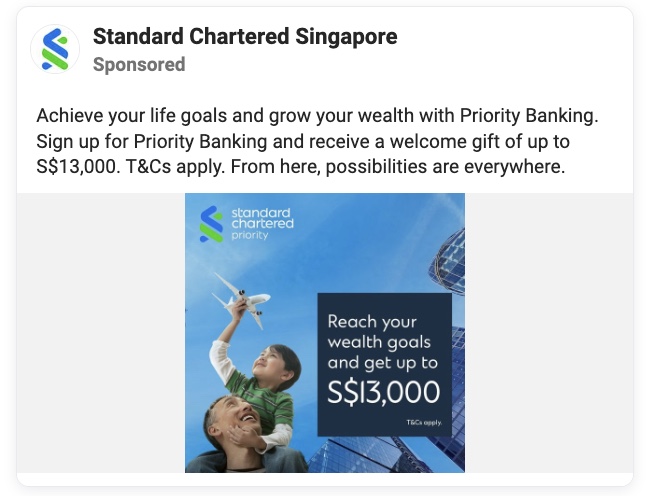 Standard Chartered Singapore
Sponsored
Achieve your life goals and grow your wealth with Priority Banking.
Sign up for Priority Banking and receive a welcome gift of up to
S$13,000. T&Cs apply. From here, possibilities are everywhere.
standard
chartered
priority
Reach your
wealth goals
and get up to
S$13,000
T&Cs apply.